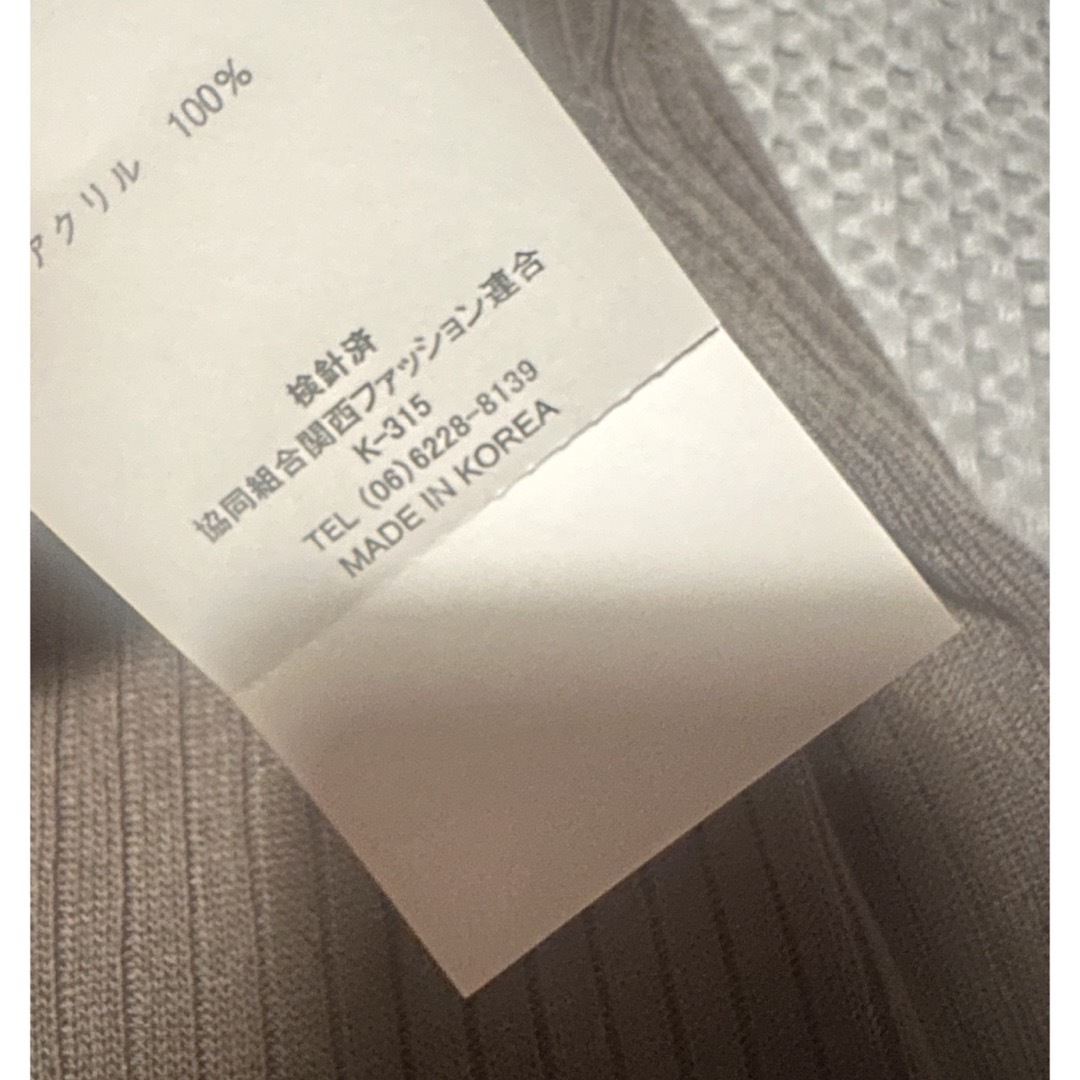 アクリル 100%
検針済
協同組合関西ファッション連合
K-315
TEL (06)6228-8139
MADE IN KOREA